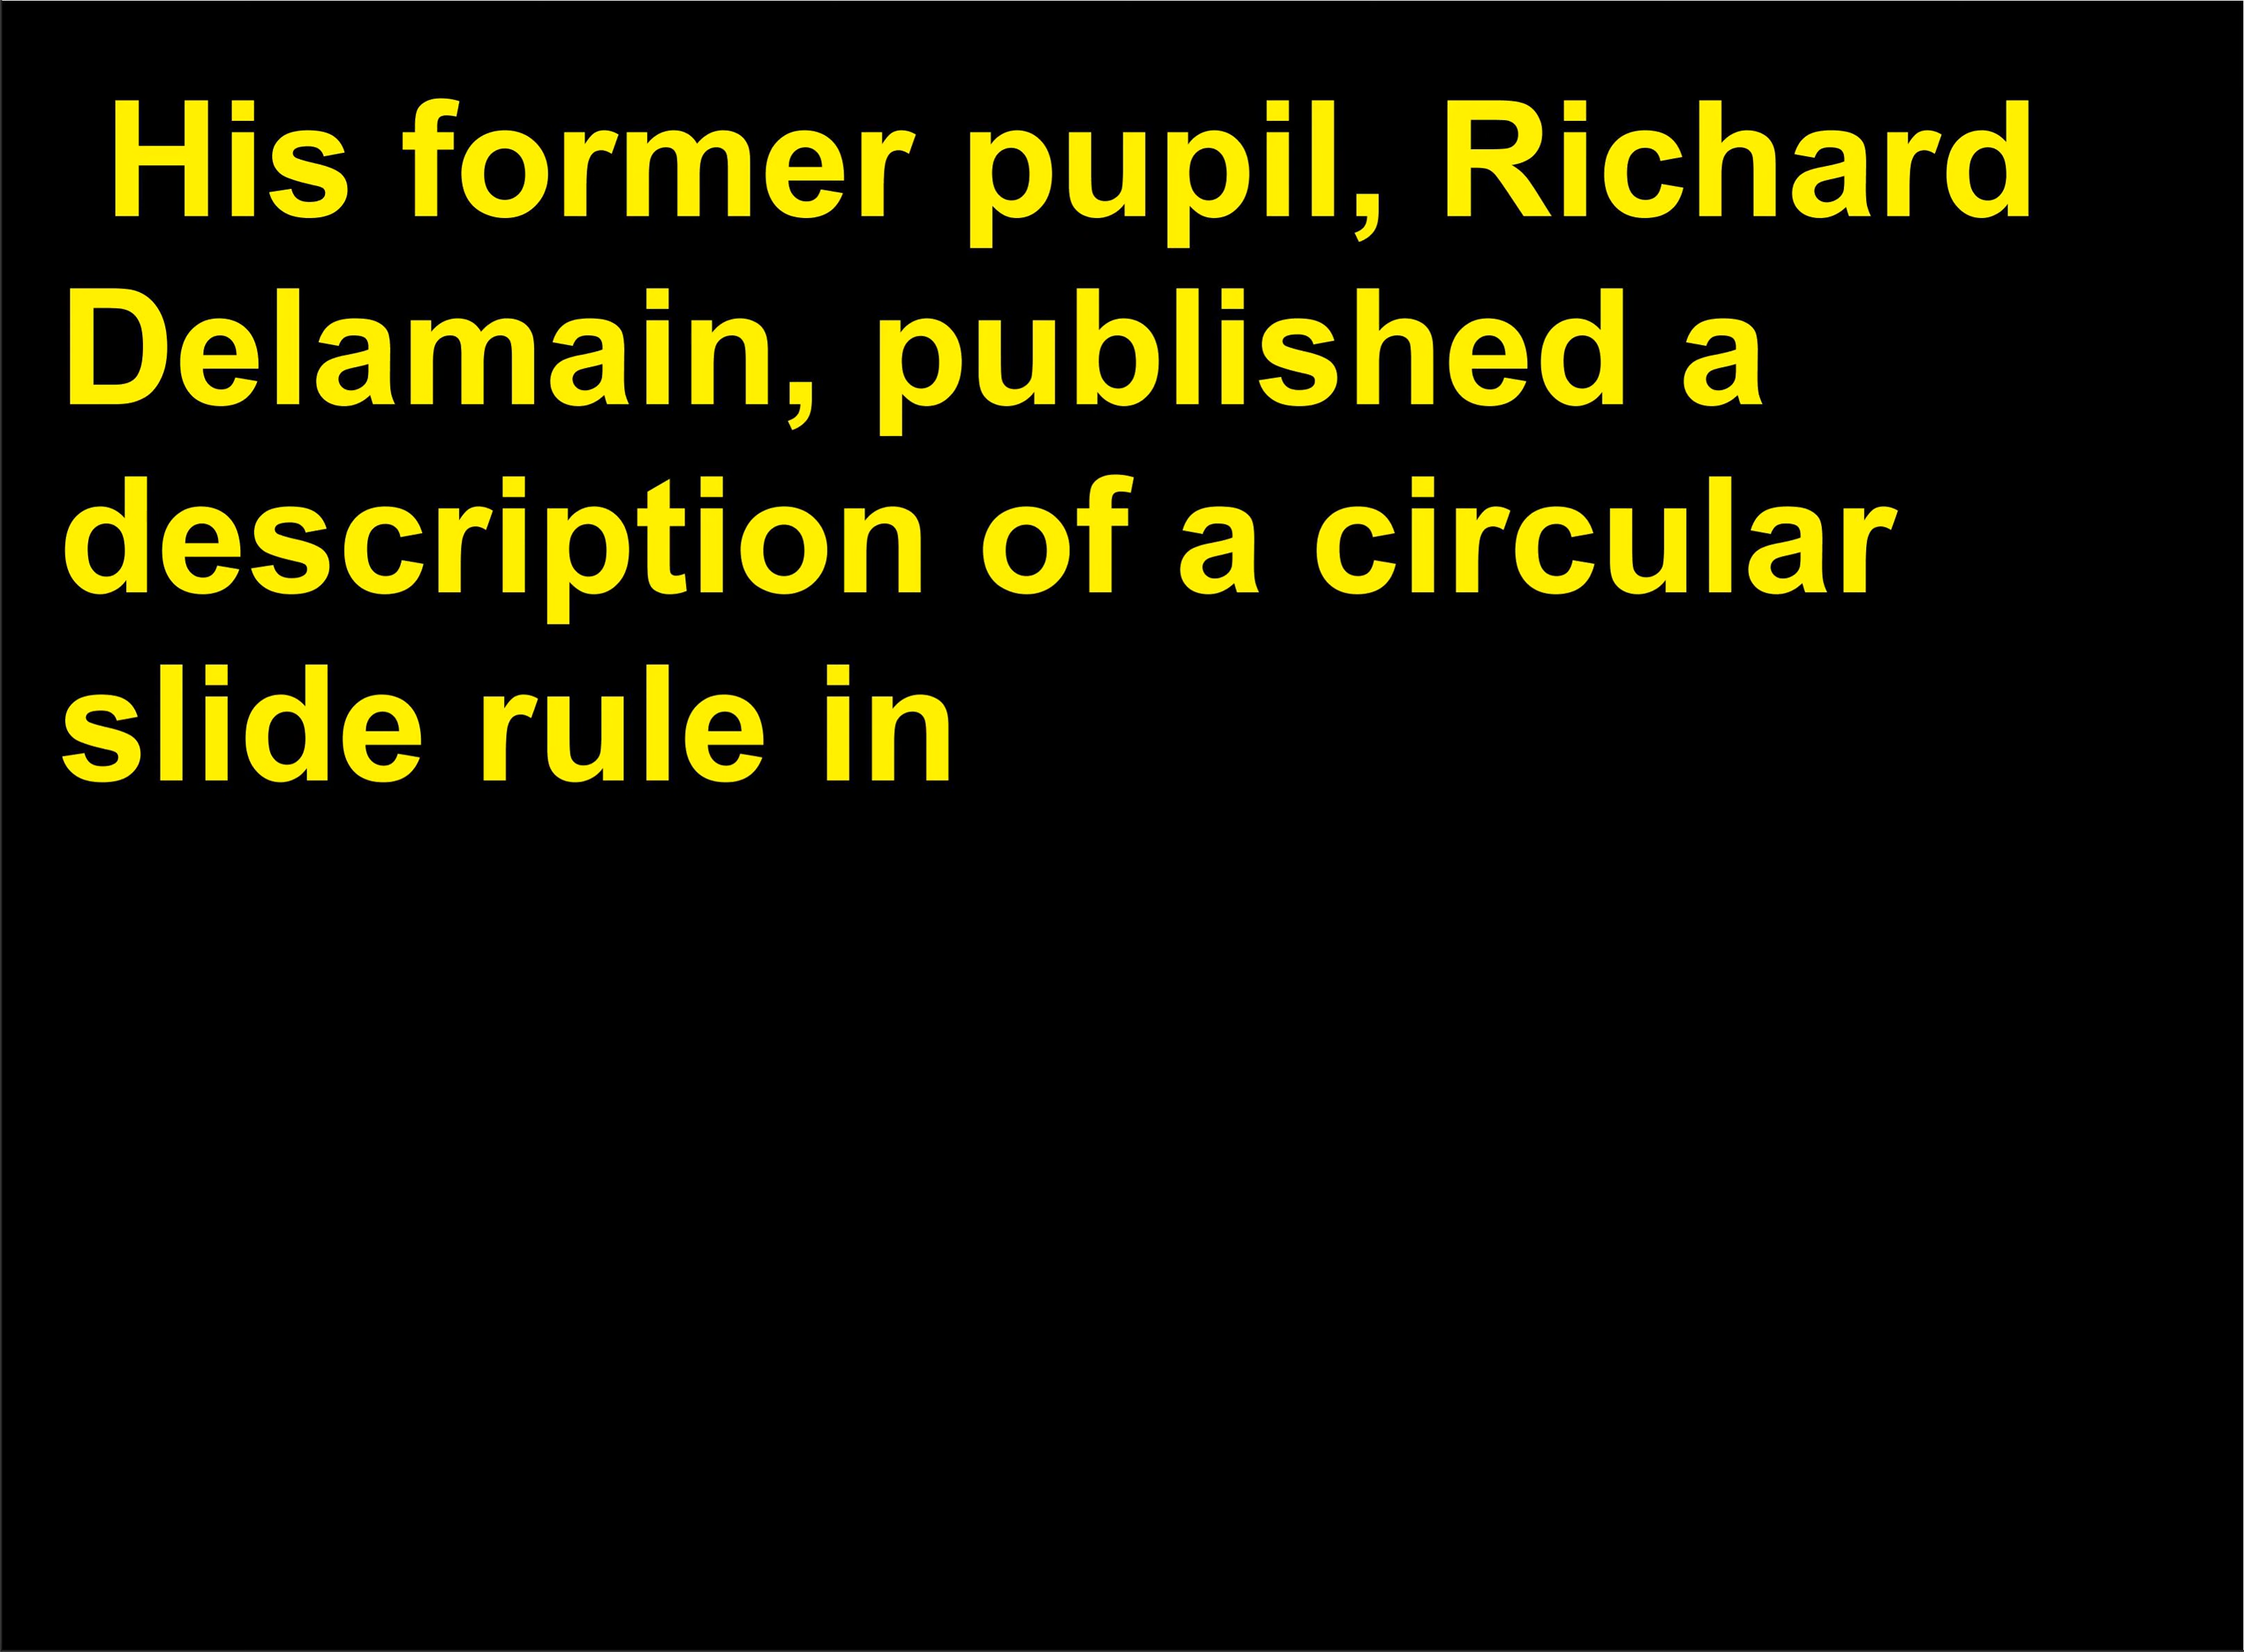 His former pupil, Richard
Delamain, published a
description of a circular
slide rule in